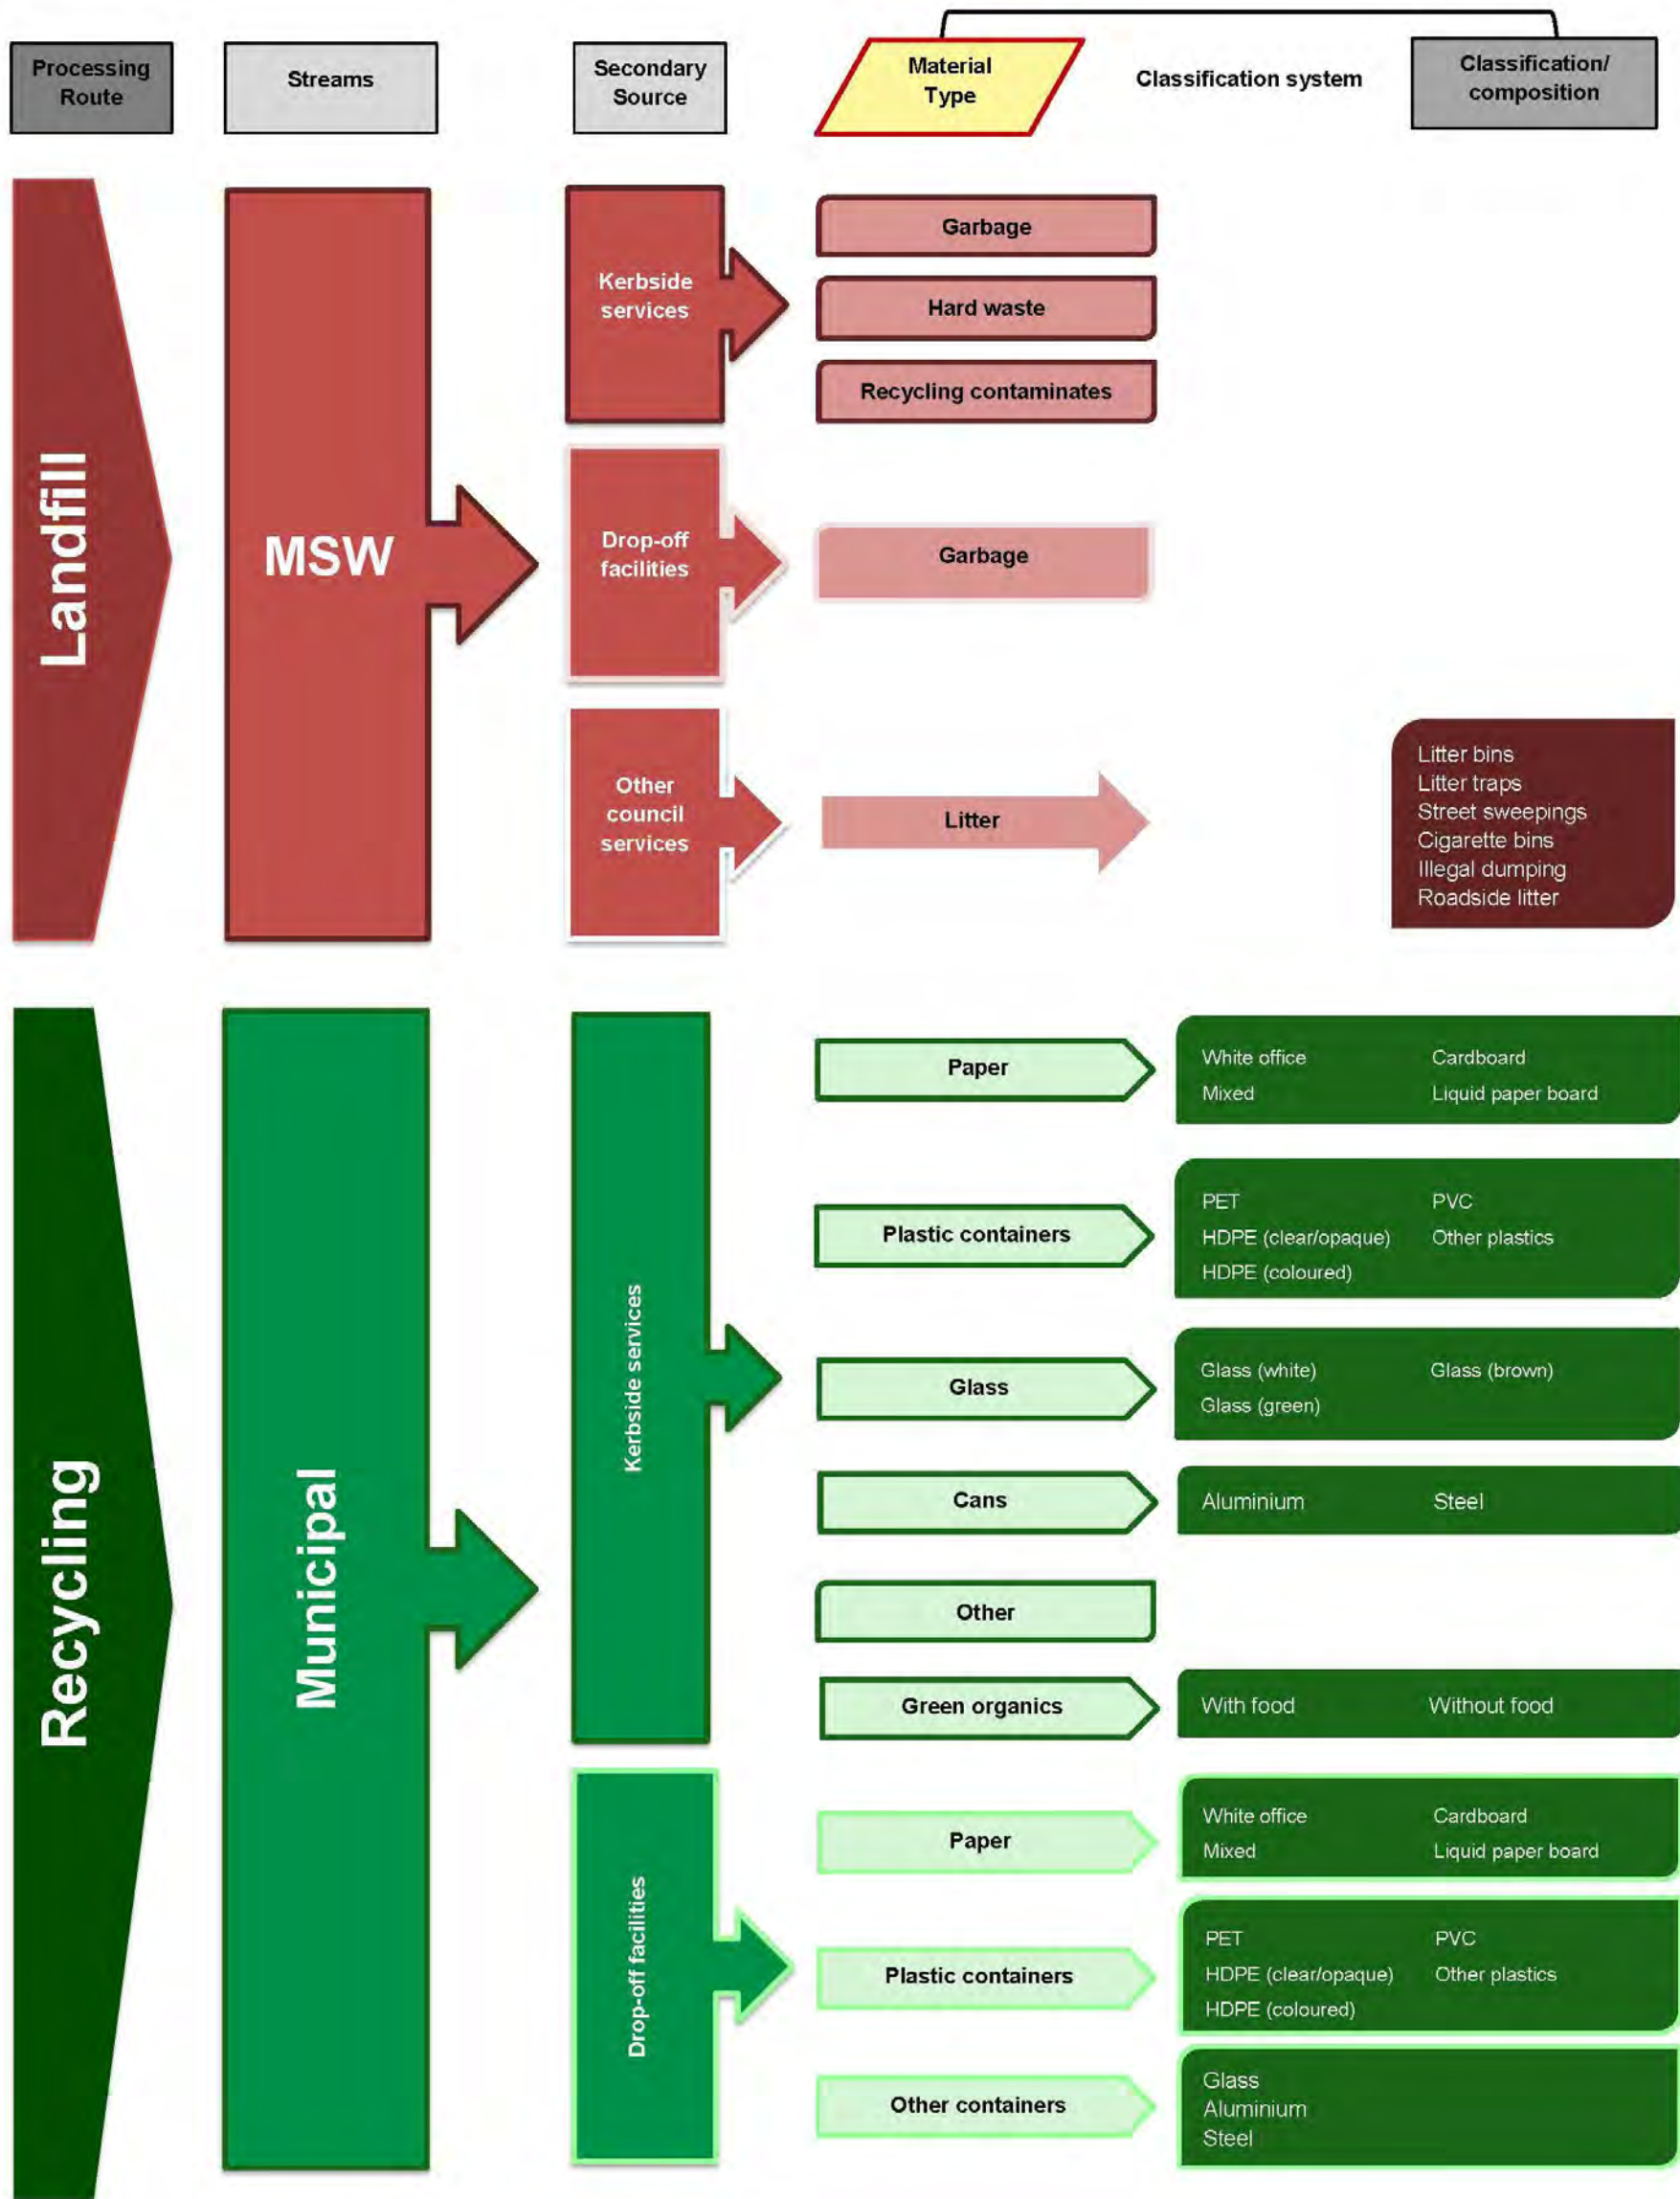 Processing
Route
Streams
Secondary
Source
Material
Type
Classification system
Classification/
composition
Landfill
MSW
Kerbside
services
Garbage
Hard waste
Recycling contaminates
Drop-off
facilities
Garbage
Other
council
services
Litter
Litter bins
Litter traps
Street sweepings
Cigarette bins
Illegal dumping
Roadside litter
Recycling
Municipal
Kerbside services
Paper
White office Cardboard
Mixed Liquid paper board
Plastic containers
PET PVC
HDPE (clear/opaque) Other plastics
HDPE (coloured)
Glass
Glass (white) Glass (brown)
Glass (green)
Cans
Aluminium Steel
Other
Green organics
With food Without food
Drop-off facilities
Paper
White office Cardboard
Mixed Liquid paper board
Plastic containers
PET PVC
HDPE (clear/opaque) Other plastics
HDPE (coloured)
Other containers
Glass
Aluminium
Steel